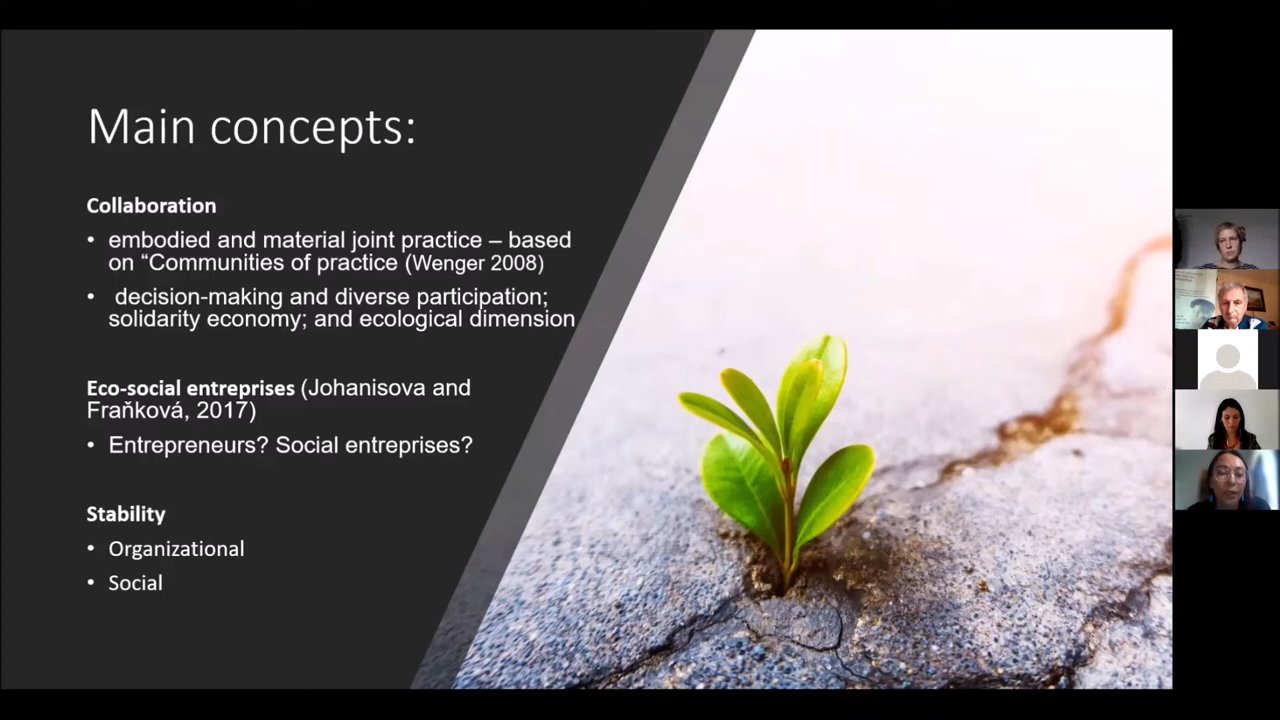 Main concepts:
Collaboration
• embodied and material joint practice – based
on “Communities of practice (Wenger 2008)
• decision-making and diverse participation;
solidarity economy; and ecological dimension
Eco-social entreprises (Johanisova and
Fraňková, 2017)
• Entrepreneurs? Social entreprises?
Stability
• Organizational
• Social